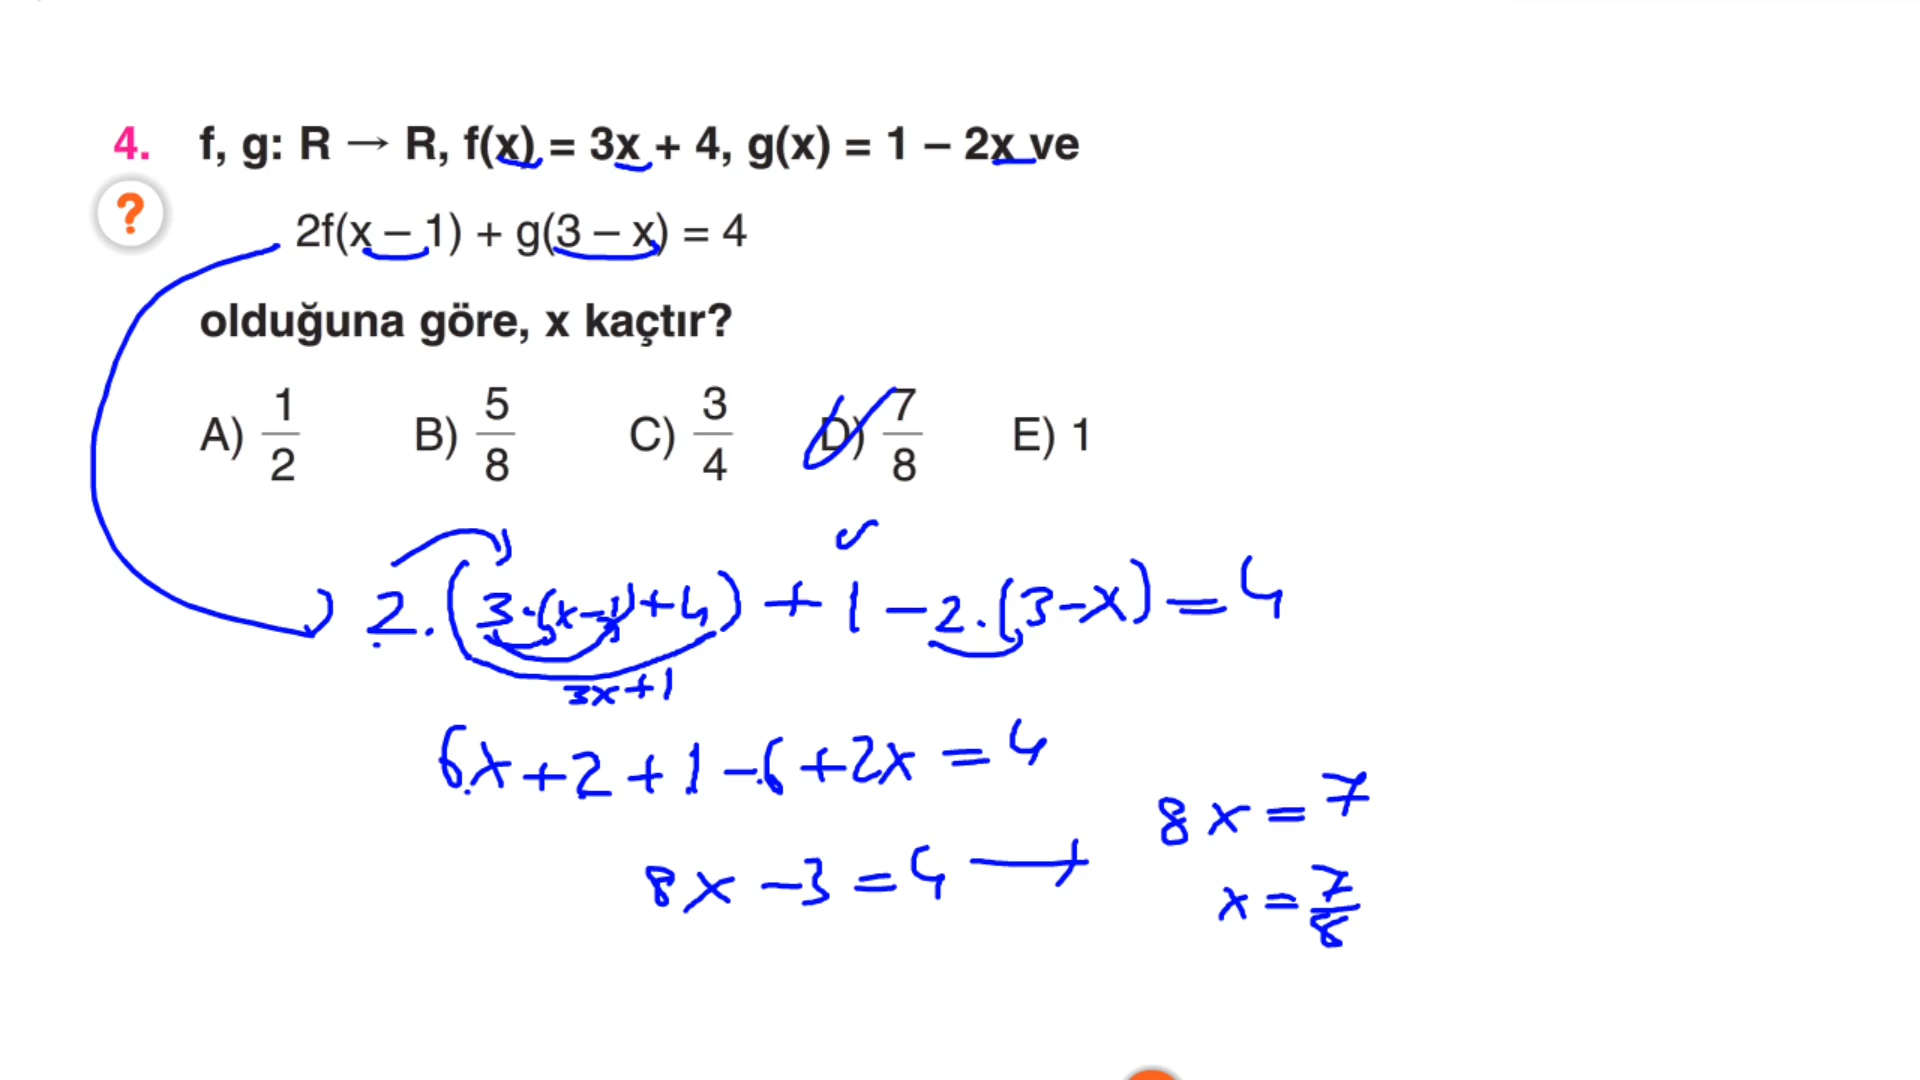 4. f, g: R → R, f(x) = 3x + 4, g(x) = 1 – 2x ve
?
2f(x – 1) + g(3 – x) = 4
olduğuna göre, x kaçtır?
A) 1/2 B) 5/8 C) 3/4 D) 7/8 E) 1
2.(3.(x-1)+4) + 1 - 2.(3-x) = 4
3x+1
6x+2+1-6+2x = 4
8x = 7
8x - 3 = 4 →
x = 7/8